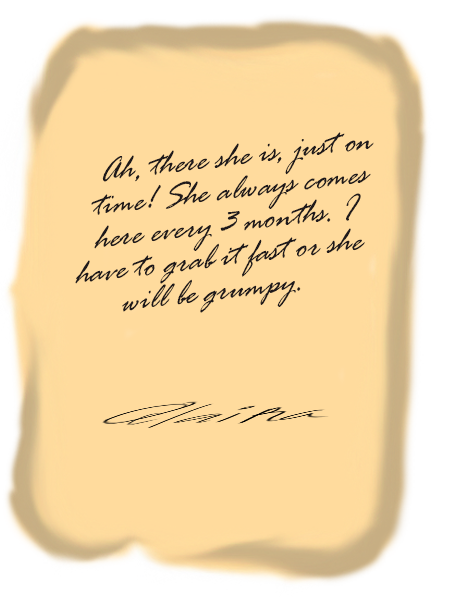 Ah, there she is, just on
time! She always comes
here every 3 months. I
have to grab it fast or she
will be grumpy.
Alaina